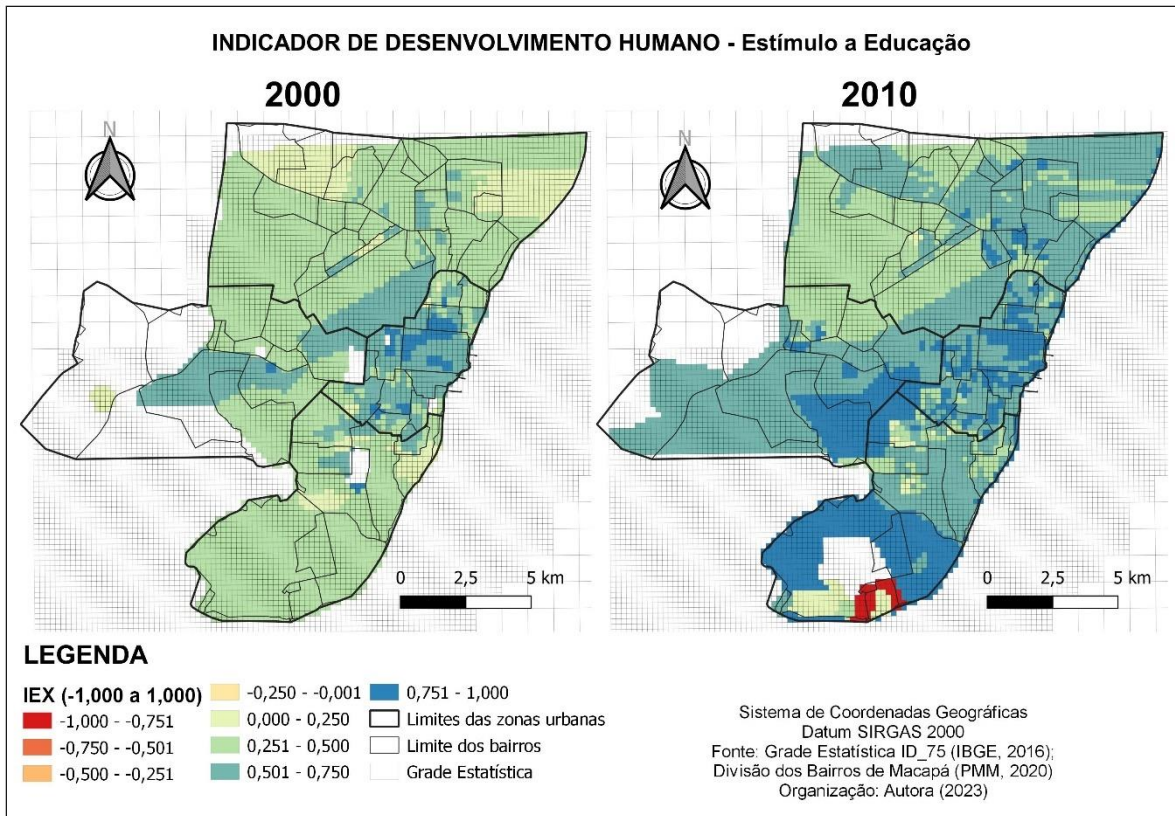 INDICADOR DE DESENVOLVIMENTO HUMANO - Estímulo a Educação
2000
2010
N
N
0 2,5 5 km
0 2,5 5 km
LEGENDA
IEX (-1,000 a 1,000)
-1,000 - -0,751
-0,750 - -0,501
-0,500 - -0,251
-0,250 - -0,001
0,000 - 0,250
0,251 - 0,500
0,501 - 0,750
0,751 - 1,000
Limites das zonas urbanas
Limite dos bairros
Grade Estatística
Sistema de Coordenadas Geográficas
Datum SIRGAS 2000
Fonte: Grade Estatística ID_75 (IBGE, 2016);
Divisão dos Bairros de Macapá (PMM, 2020)
Organização: Autora (2023)